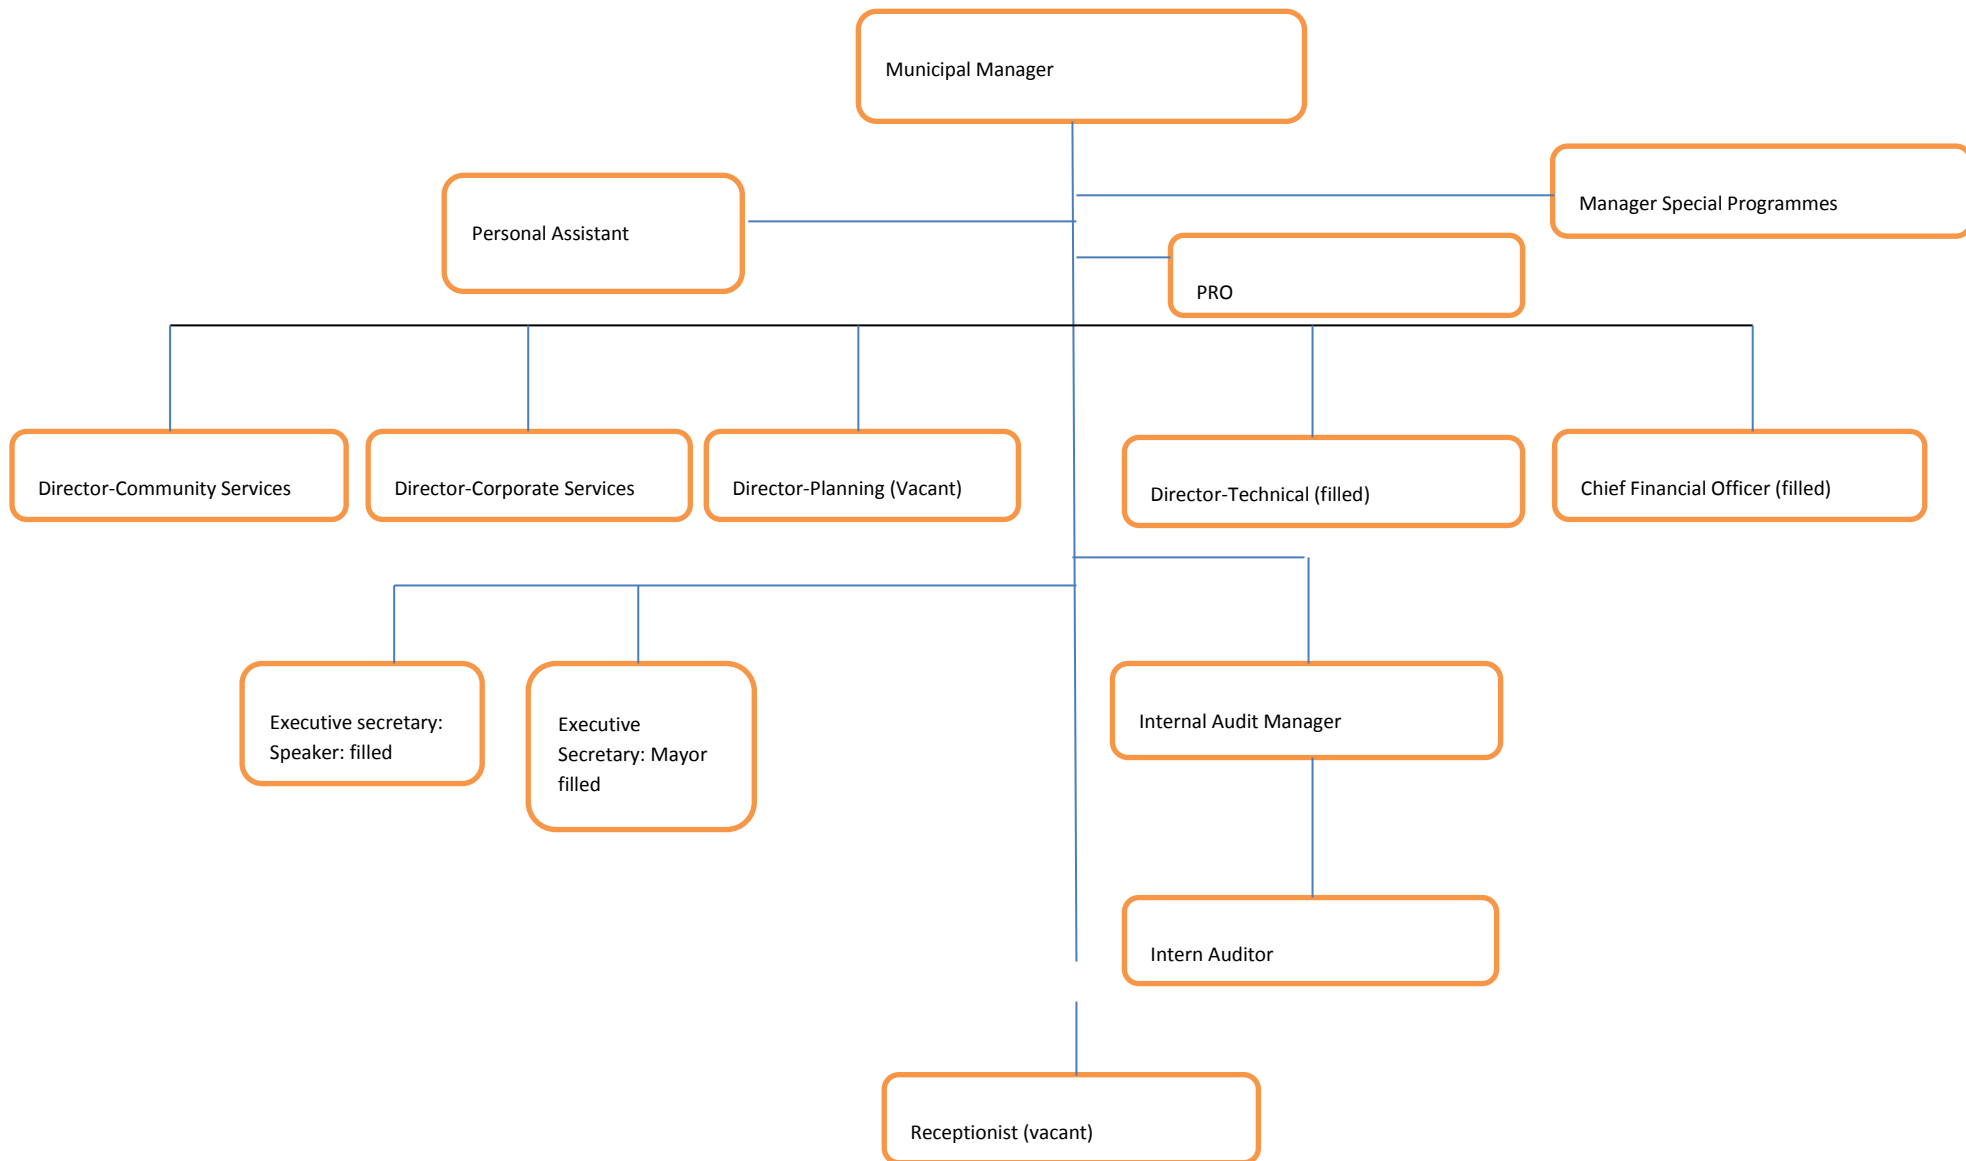 Municipal Manager
Manager Special Programmes
Personal Assistant
PRO
Director-Community Services
Director-Corporate Services
Director-Planning (Vacant)
Director-Technical (filled)
Chief Financial Officer (filled)
Executive secretary:
Speaker: filled
Executive
Secretary: Mayor
filled
Internal Audit Manager
Intern Auditor
Receptionist (vacant)